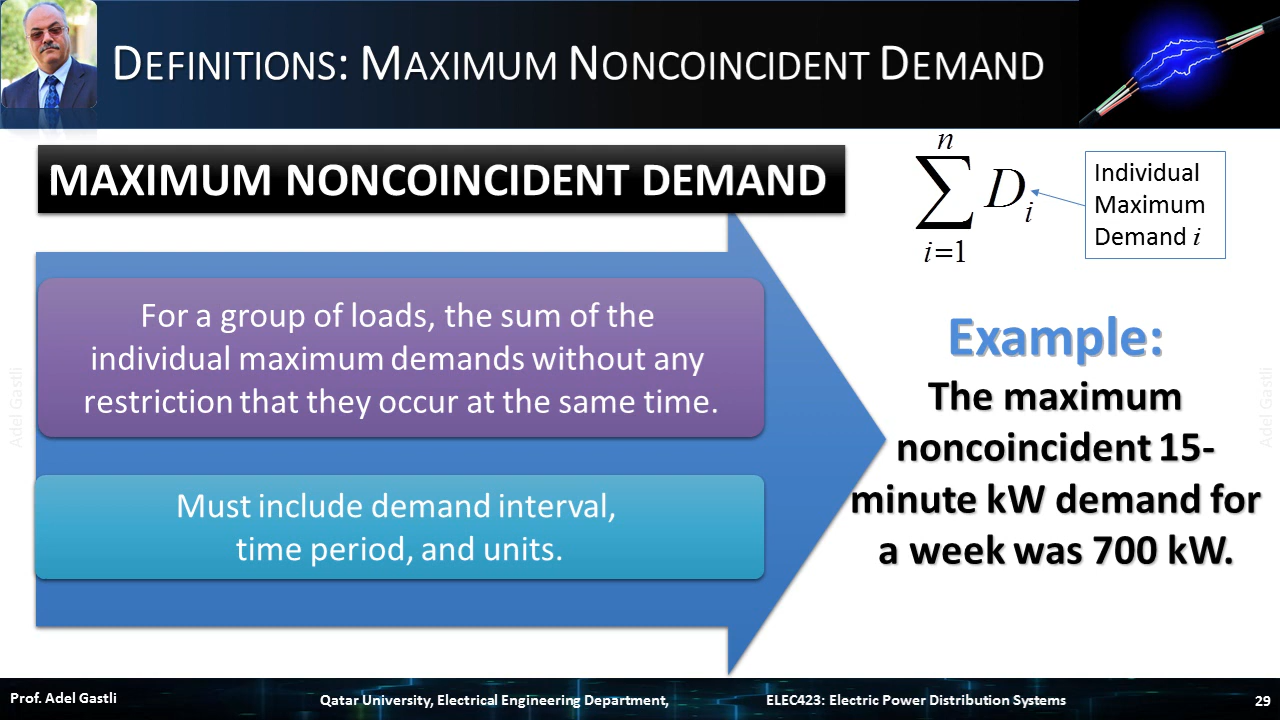 DEFINITIONS: MAXIMUM NONCOINCIDENT DEMAND
MAXIMUM NONCOINCIDENT DEMAND
For a group of loads, the sum of the
individual maximum demands without any
restriction that they occur at the same time.
Must include demand interval,
time period, and units.
n
∑ Dᵢ
i=1
Individual
Maximum
Demand i
Example:
The maximum
noncoincident 15-
minute kW demand for
a week was 700 kW.
Adel Gastli
Adel Gastli
Prof. Adel Gastli
Qatar University, Electrical Engineering Department,
ELEC423: Electric Power Distribution Systems
29